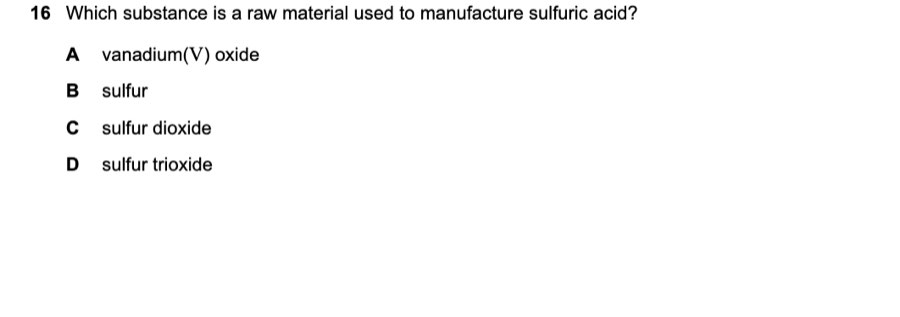 16 Which substance is a raw material used to manufacture sulfuric acid?
A vanadium(V) oxide
B sulfur
C sulfur dioxide
D sulfur trioxide